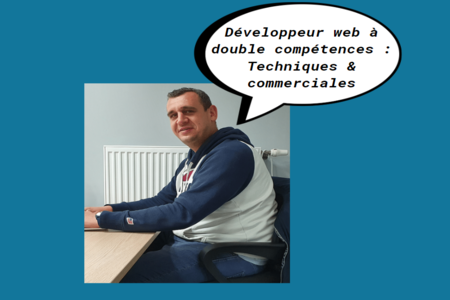 Développeur web à
double compétences :
Techniques &
commerciales